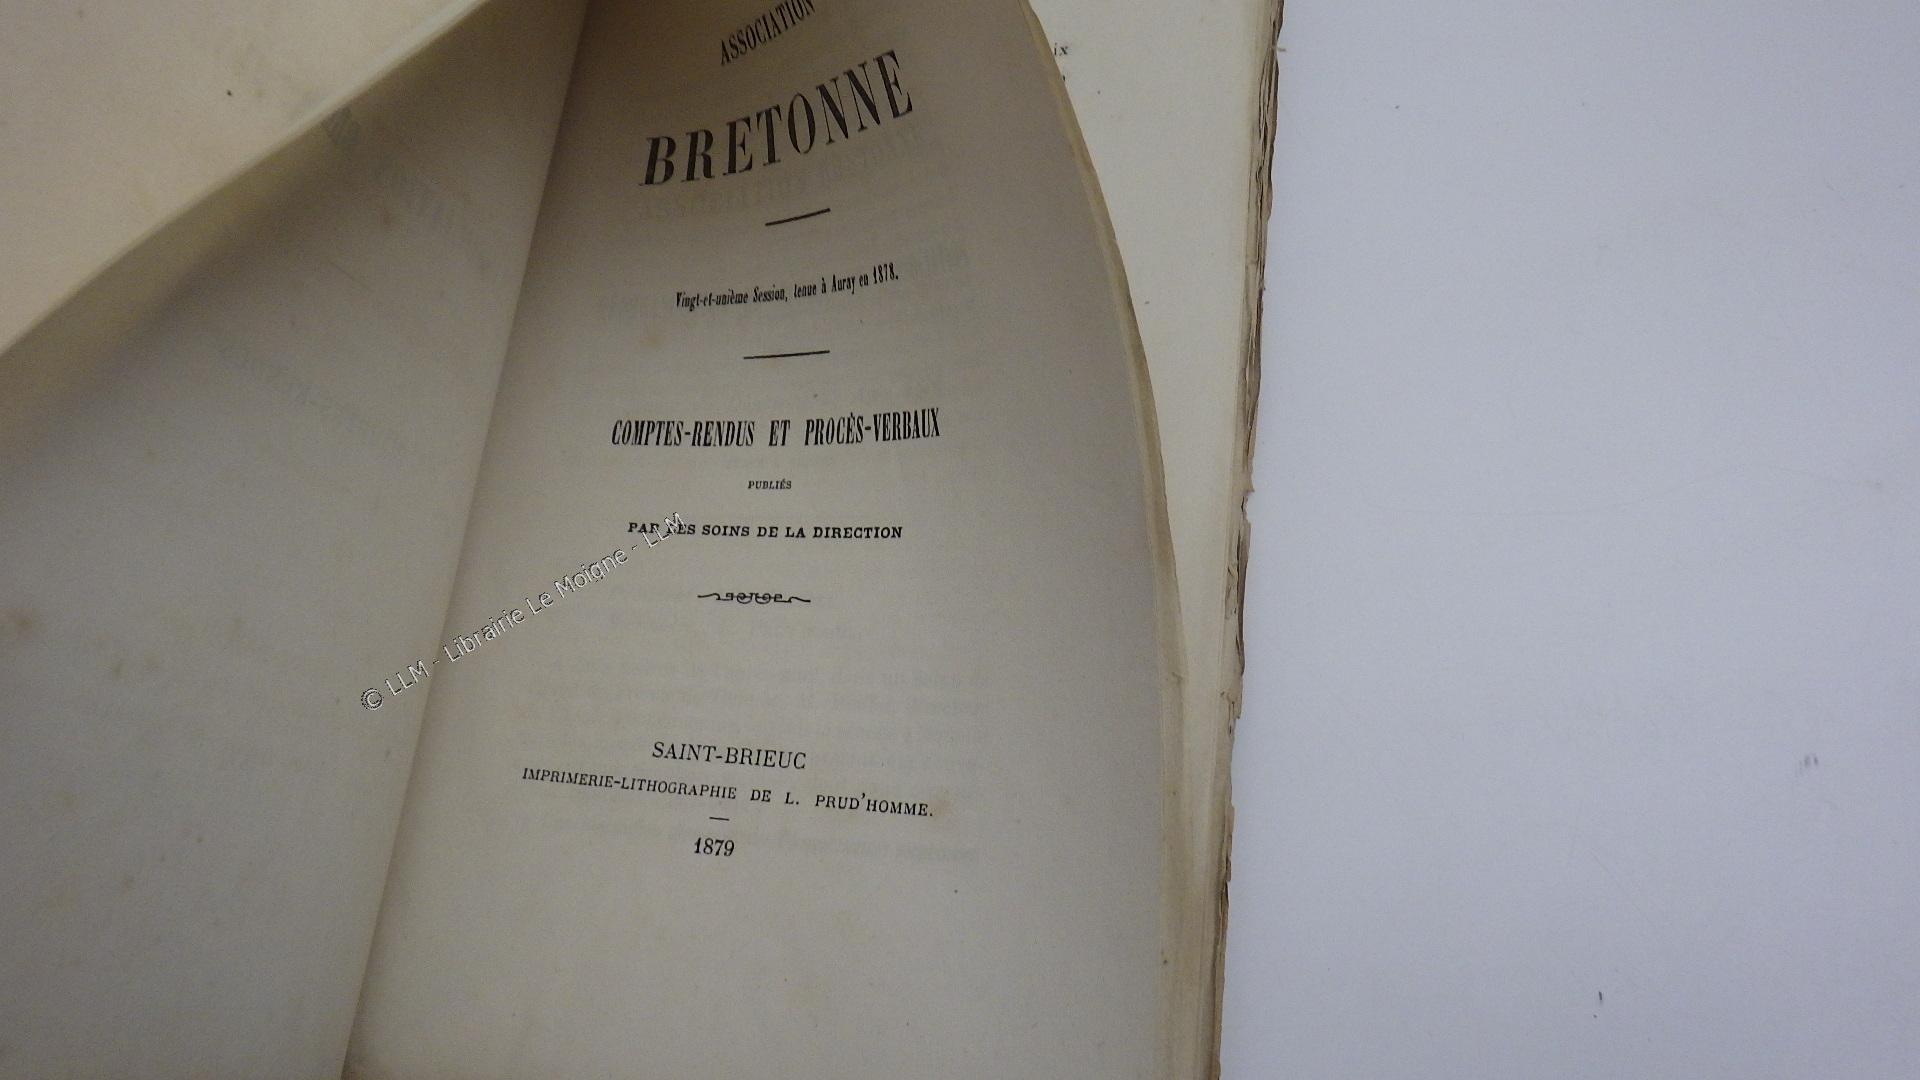 ASSOCIATION
BRETONNE
Vingt-et-unième Session, tenue à Auray en 1878.
COMPTES-RENDUS ET PROCÈS-VERBAUX
PUBLIÉS
PAR LES SOINS DE LA DIRECTION
© LLM - Librairie Le Moigne - LLM
SAINT-BRIEUC
IMPRIMERIE-LITHOGRAPHIE DE L. PRUD'HOMME.
1879